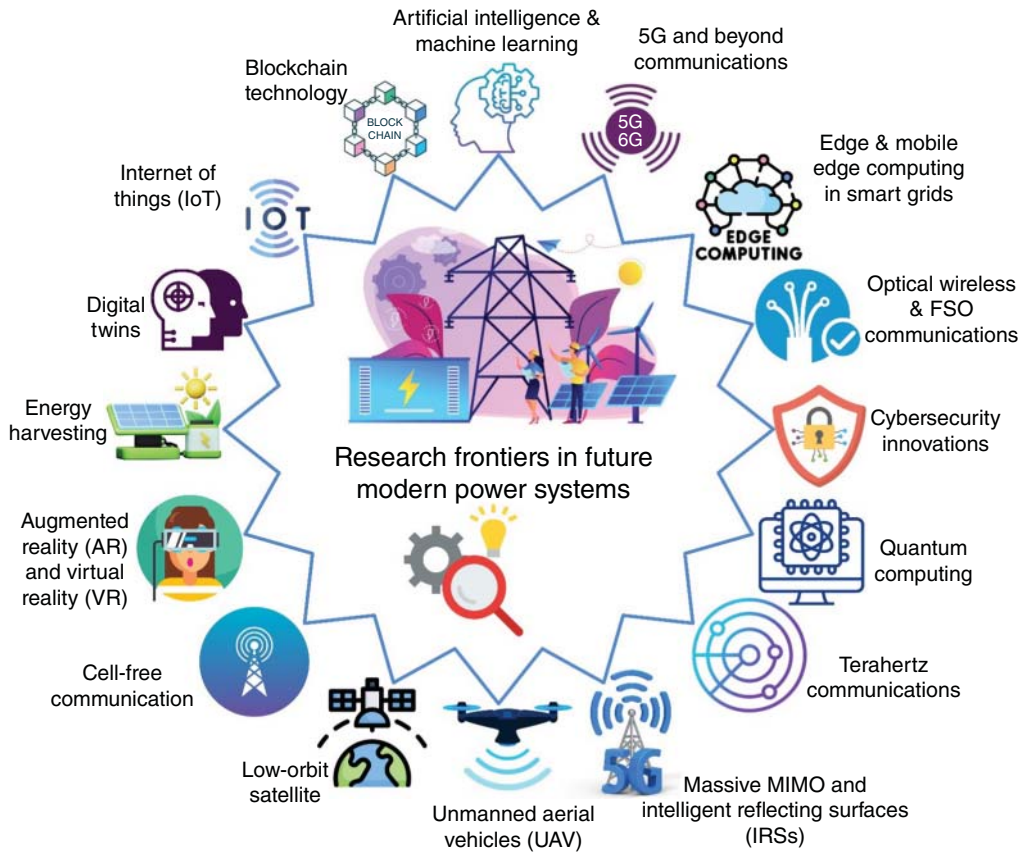 Artificial intelligence &
machine learning
5G and beyond
communications
5G
6G
Edge & mobile
edge computing
in smart grids
EDGE
COMPUTING
Optical wireless
& FSO
communications
Cybersecurity
innovations
Quantum
computing
Terahertz
communications
Massive MIMO and
intelligent reflecting surfaces
(IRSs)
5G
Unmanned aerial
vehicles (UAV)
Low-orbit
satellite
Cell-free
communication
Augmented
reality (AR)
and virtual
reality (VR)
Energy
harvesting
Digital
twins
Internet of
things (IoT)
IOT
Blockchain
technology
BLOCK
CHAIN
Research frontiers in future
modern power systems